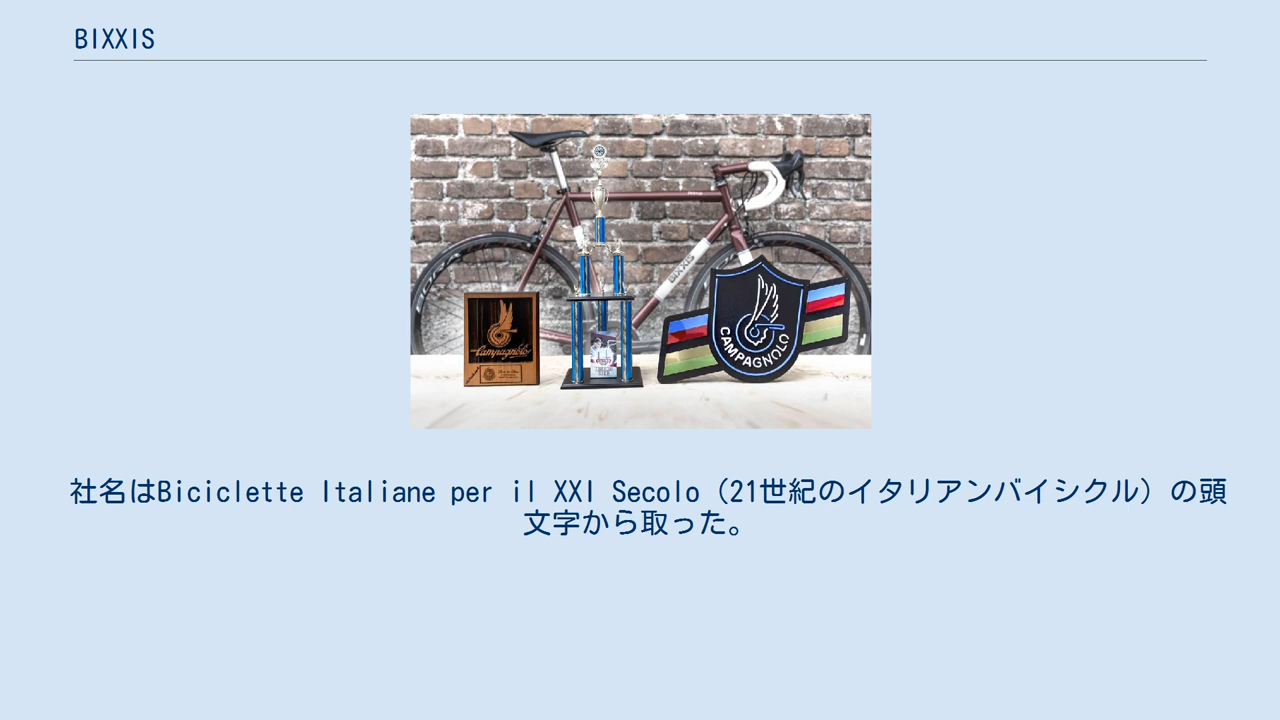 BIXXIS
BIXXIS
Campagnolo
CAMPAGNOLO
社名はBiciclette Italiane per il XXI Secolo（21世紀のイタリアンバイシクル）の頭
文字から取った。